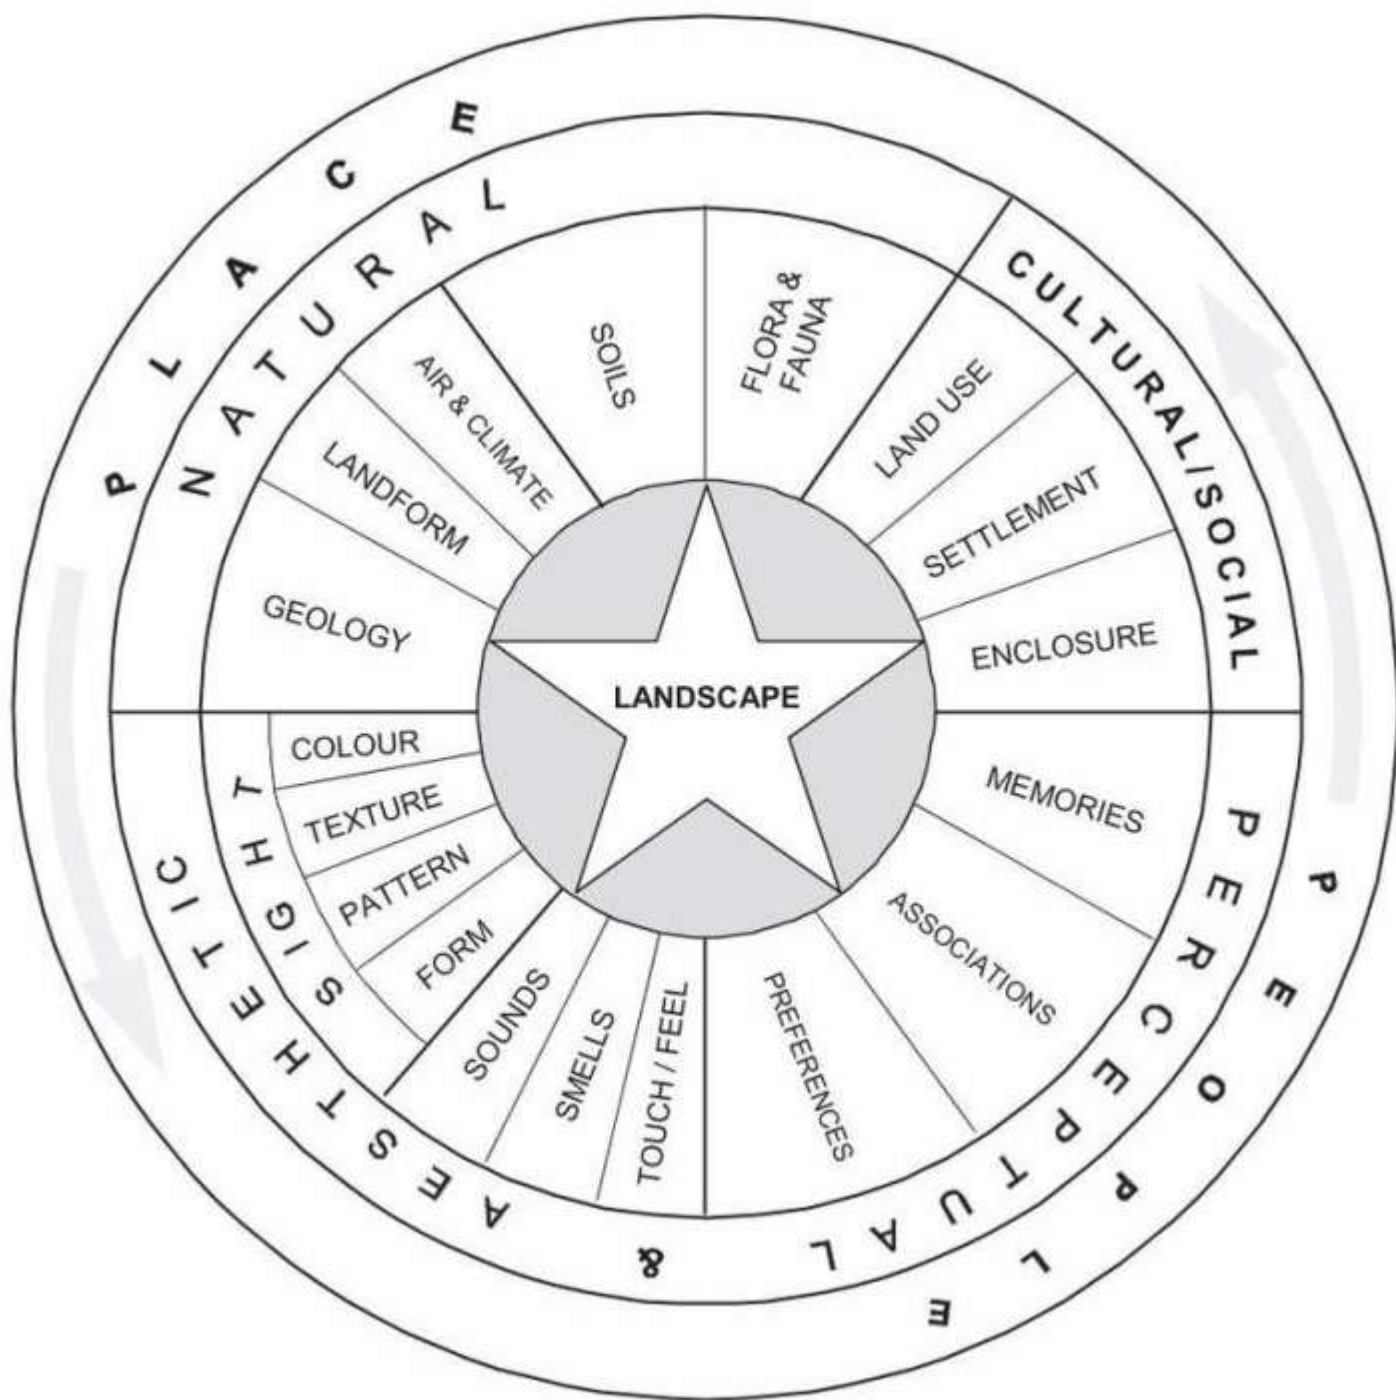 PLACE
NATURAL
CULTURAL/SOCIAL
GEOLOGY
LANDFORM
AIR & CLIMATE
SOILS
FLORA &
FAUNA
LAND USE
SETTLEMENT
ENCLOSURE
LANDSCAPE
MEMORIES
ASSOCIATIONS
PREFERENCES
TOUCH / FEEL
SMELLS
SOUNDS
SIGHT
FORM
PATTERN
TEXTURE
COLOUR
PERCEPTUAL & AESTHETIC
PEOPLE